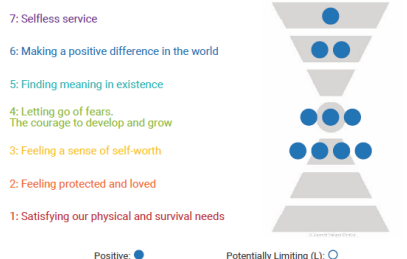 7: Selfless service
6: Making a positive difference in the world
5: Finding meaning in existence
4: Letting go of fears.
The courage to develop and grow
3: Feeling a sense of self-worth
2: Feeling protected and loved
1: Satisfying our physical and survival needs
Positive:
Potentially Limiting (L):